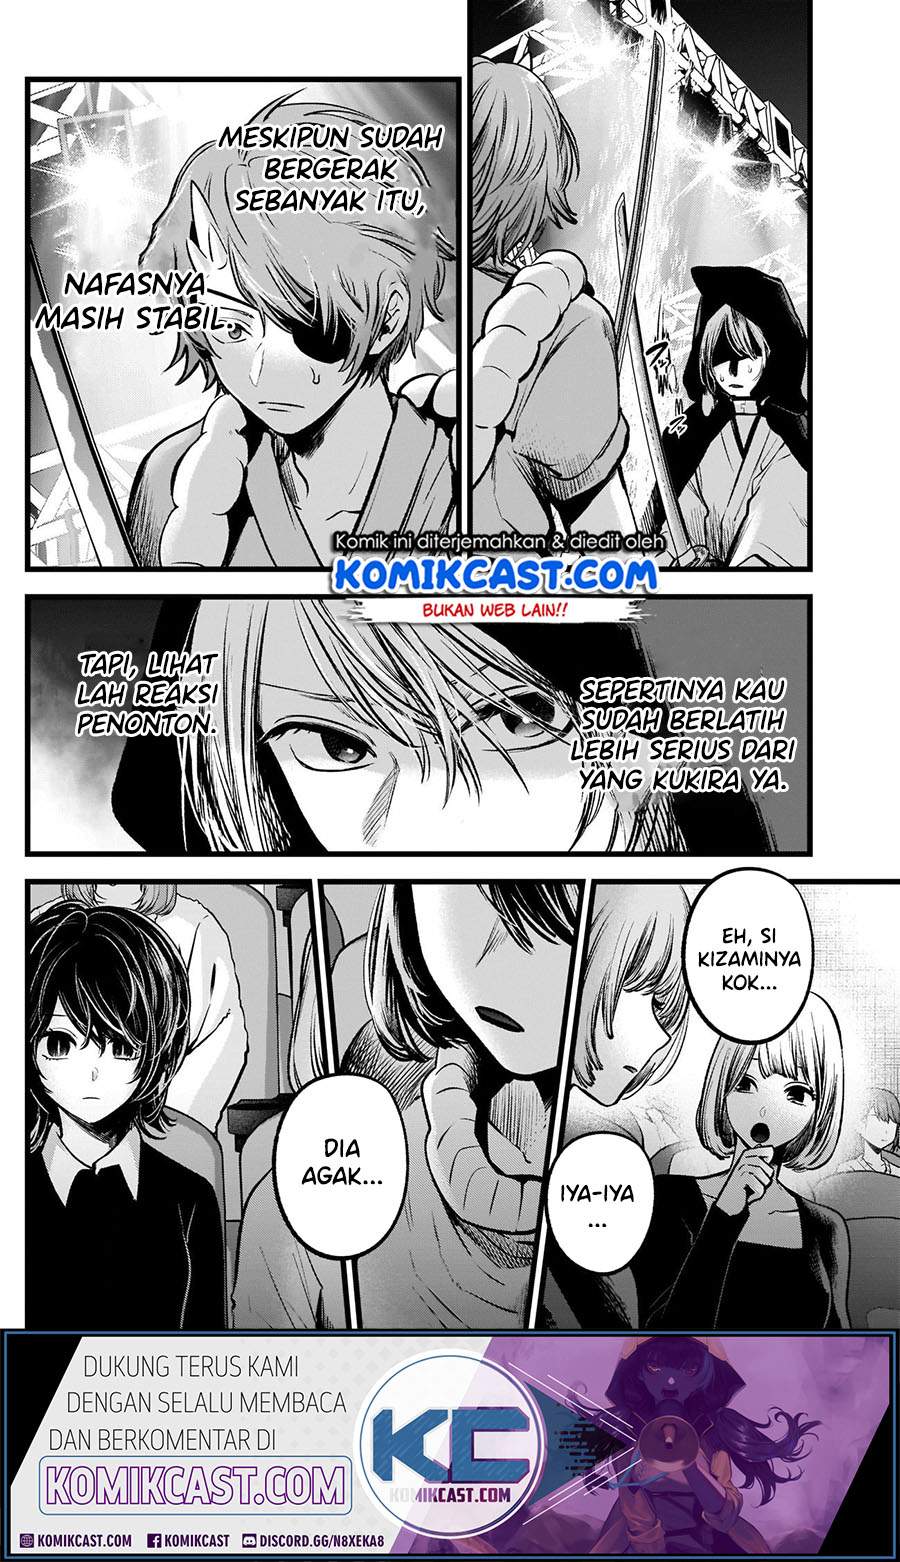 MESKIPUN SUDAH
BERGERAK
SEBANYAK ITU,
NAFASNYA
MASIH STABIL.
Komik ini diterjemahkan & diedit oleh
KOMIKCAST.COM
BUKAN WEB LAIN!!
SEPERTINYA KAU
SUDAH BERLATIH
LEBIH SERIUS DARI
YANG KUKIRA YA.
TAPI, LIHAT
LAH REAKSI
PENONTON.
EH, SI
KIZAMINYA
KOK...
IYA-IYA
...
DIA
AGAK...
DUKUNG TERUS KAMI
DENGAN SELALU MEMBACA
DAN BERKOMENTAR DI
KOMIKCAST.COM
KC
KOMIKCAST.COM
KOMIKCAST.COM KOMIKCAST DISCORD.GG/N8XEKA8